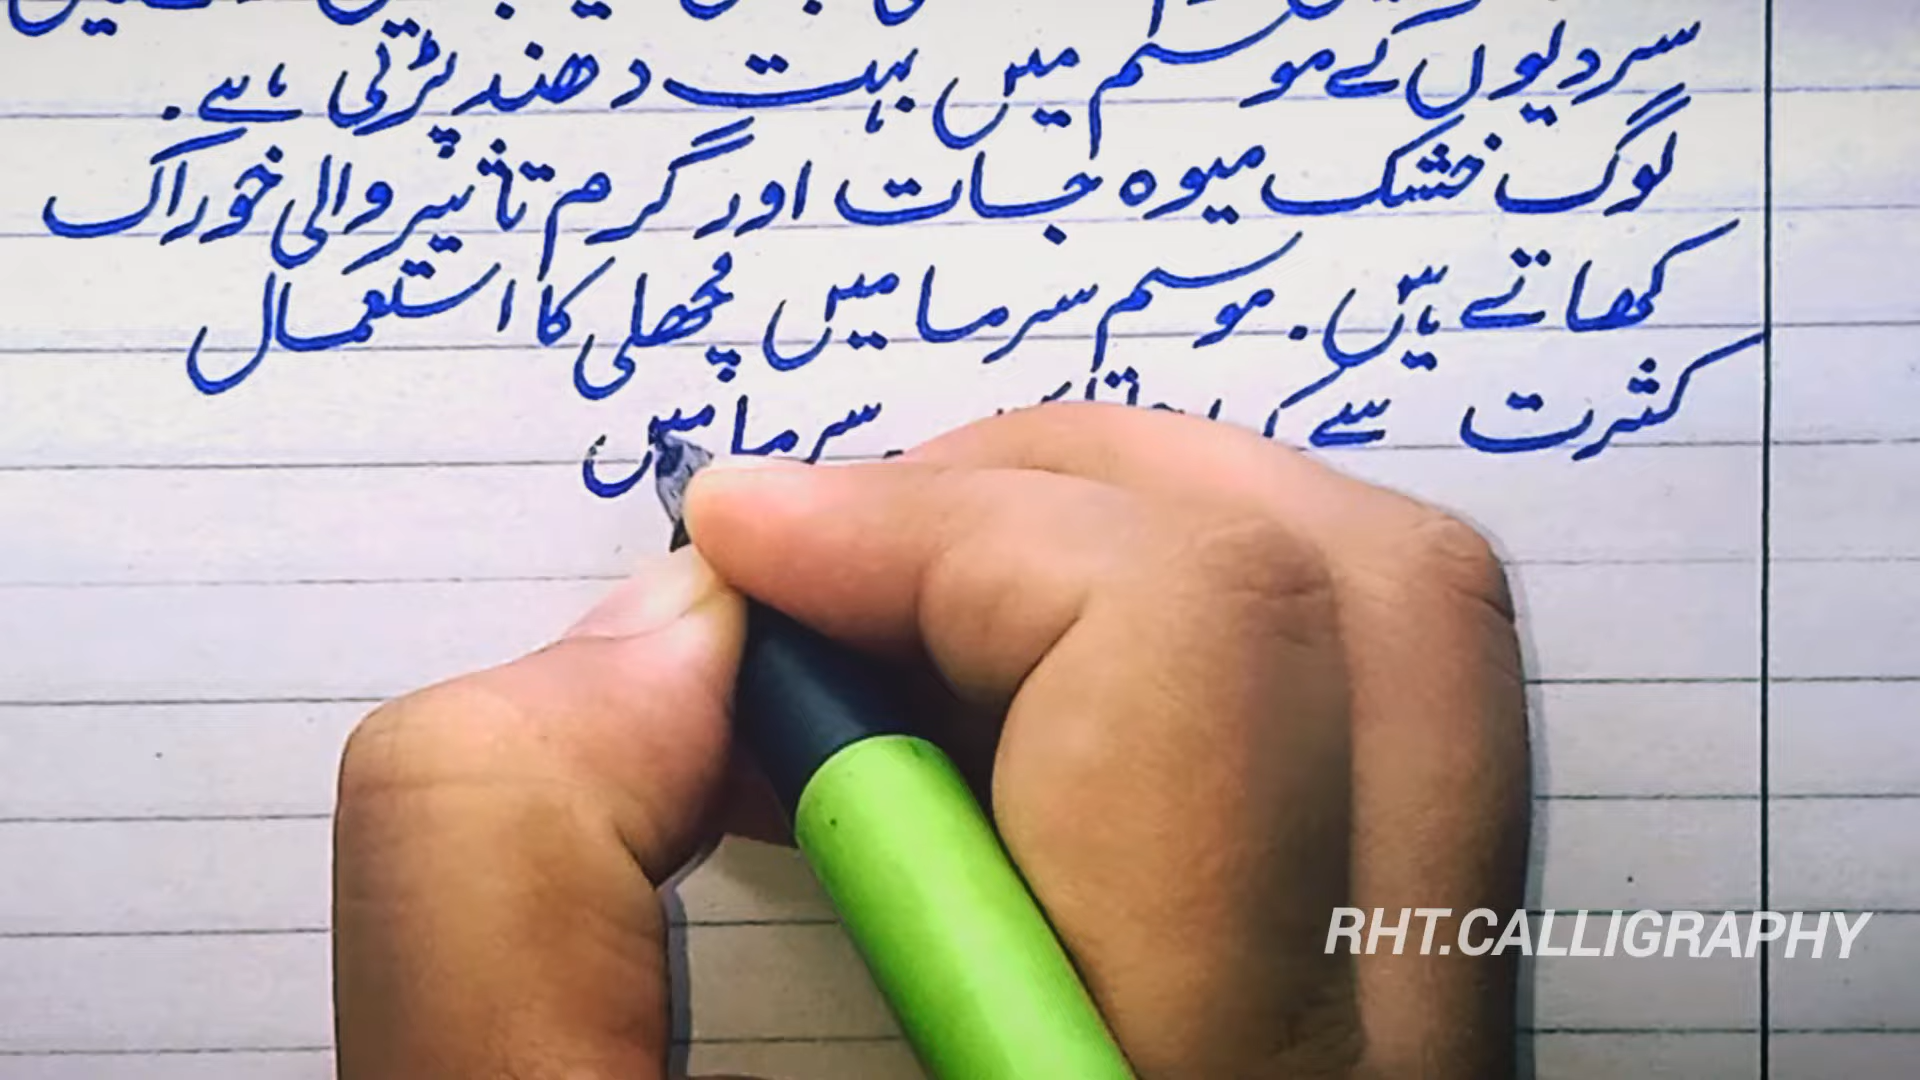 سردیوں کے موسم میں بہت دھند پڑتی ہے.
لوگ خشک میوہ جات اور گرم تاثیر والی خوراک
کھاتے ہیں. موسم سرما میں مچھلی کا استعمال
کثرت سے سرما میں
RHT.CALLIGRAPHY